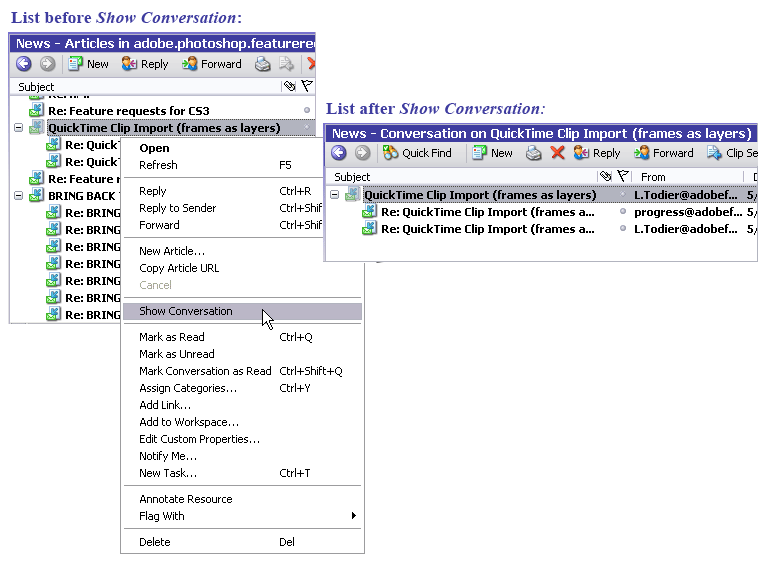 List before Show Conversation:
News - Articles in adobe.photoshop.featurere
New Reply Forward
Subject
Re: Feature requests for CS3
QuickTime Clip Import (frames as layers)
Re: QuickT
Re: QuickT
Re: Feature r
BRING BACK
Re: BRING
Re: BRING
Re: BRING
Re: BRING
Re: BRING
Re: BRING
Re: BRING
Open
Refresh F5
Reply Ctrl+R
Reply to Sender Ctrl+Shif
Forward Ctrl+Shif
New Article...
Copy Article URL
Cancel
Show Conversation
Mark as Read Ctrl+Q
Mark as Unread
Mark Conversation as Read Ctrl+Shift+Q
Assign Categories... Ctrl+Y
Add Link...
Add to Workspace...
Edit Custom Properties...
Notify Me...
New Task... Ctrl+T
Annotate Resource
Flag With
Delete Del
List after Show Conversation:
News - Conversation on QuickTime Clip Import (frames as layers)
Quick Find New Reply Forward Clip Se
Subject From D
QuickTime Clip Import (frames as layers) L.Todier@adobef... 5/
Re: QuickTime Clip Import (frames a... progress@adobef... 5/
Re: QuickTime Clip Import (frames a... L.Todier@adobef... 5/